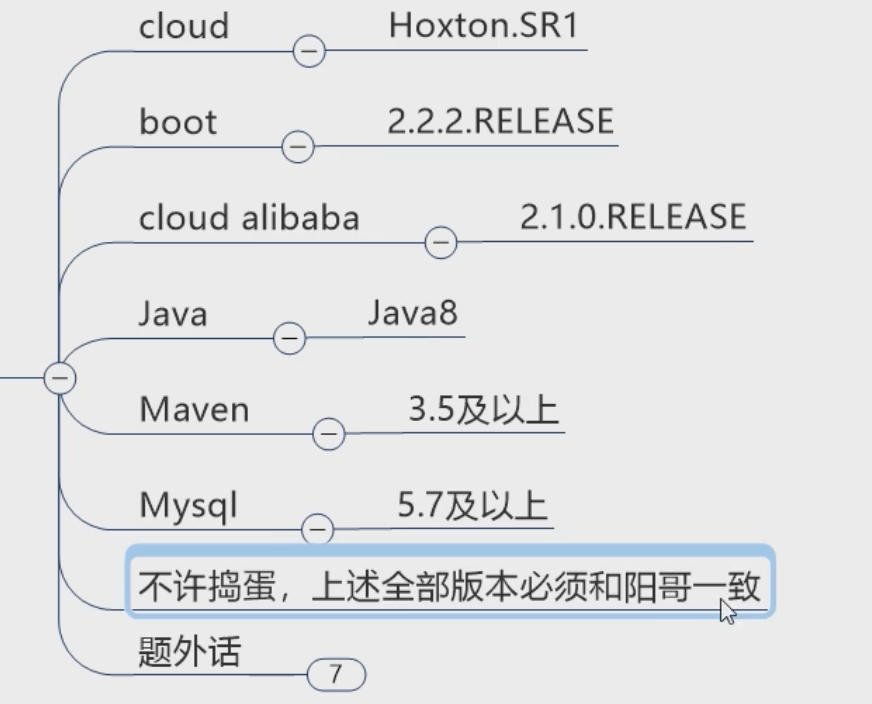 cloud Hoxton.SR1
boot 2.2.2.RELEASE
cloud alibaba 2.1.0.RELEASE
Java Java8
Maven 3.5及以上
Mysql 5.7及以上
不许捣蛋，上述全部版本必须和阳哥一致
题外话 7